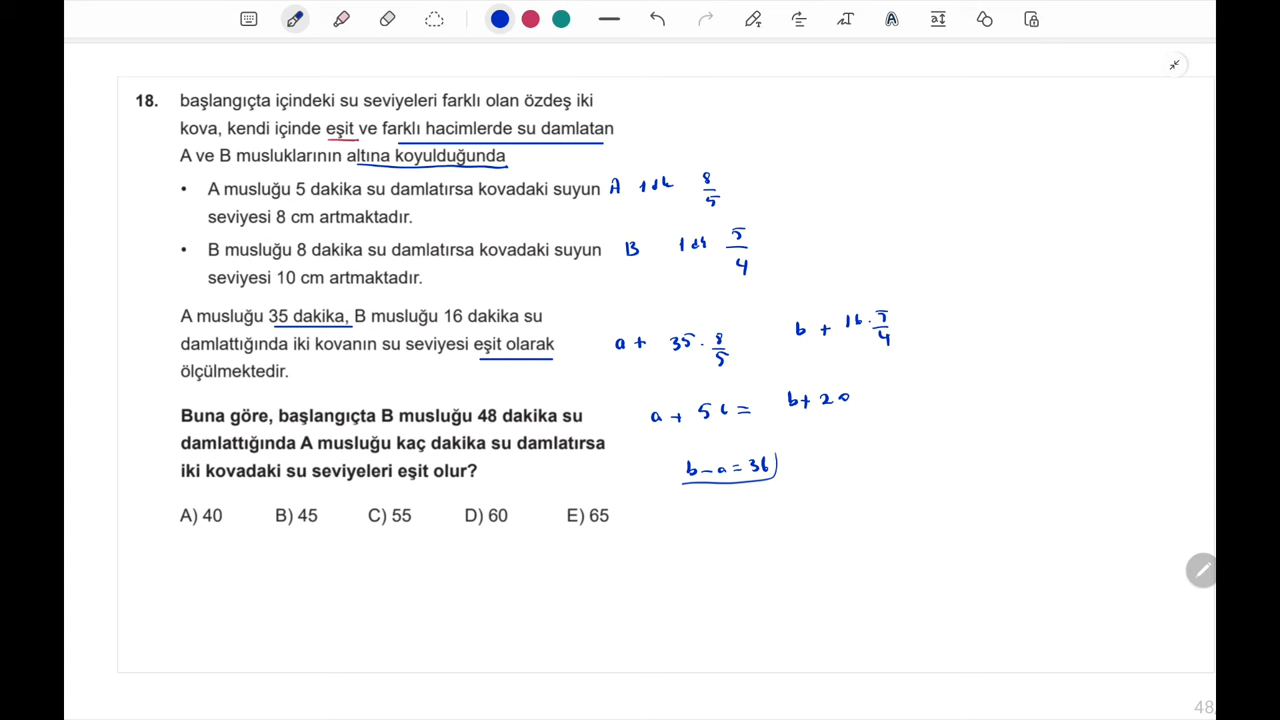 18. başlangıçta içindeki su seviyeleri farklı olan özdeş iki
kova, kendi içinde eşit ve farklı hacimlerde su damlatan
A ve B musluklarının altına koyulduğunda
• A musluğu 5 dakika su damlatırsa kovadaki suyun
seviyesi 8 cm artmaktadır.
A 1dk 8/5
• B musluğu 8 dakika su damlatırsa kovadaki suyun
seviyesi 10 cm artmaktadır.
B 1dk 5/4
A musluğu 35 dakika, B musluğu 16 dakika su
damlattığında iki kovanın su seviyesi eşit olarak
ölçülmektedir.
a + 35 · 8/5 b + 16 · 5/4
a + 56 = b + 20
b - a = 36
Buna göre, başlangıçta B musluğu 48 dakika su
damlattığında A musluğu kaç dakika su damlatırsa
iki kovadaki su seviyeleri eşit olur?
A) 40 B) 45 C) 55 D) 60 E) 65
48